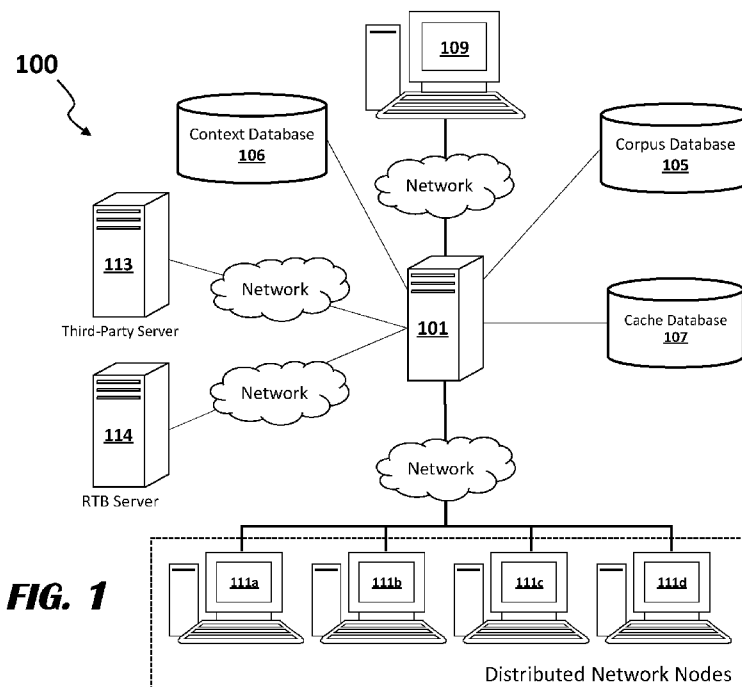 109
100
Context Database
106
Corpus Database
105
Network
113
Network
Third-Party Server
101
Cache Database
107
Network
114
RTB Server
Network
111a
111b
111c
111d
FIG. 1
Distributed Network Nodes